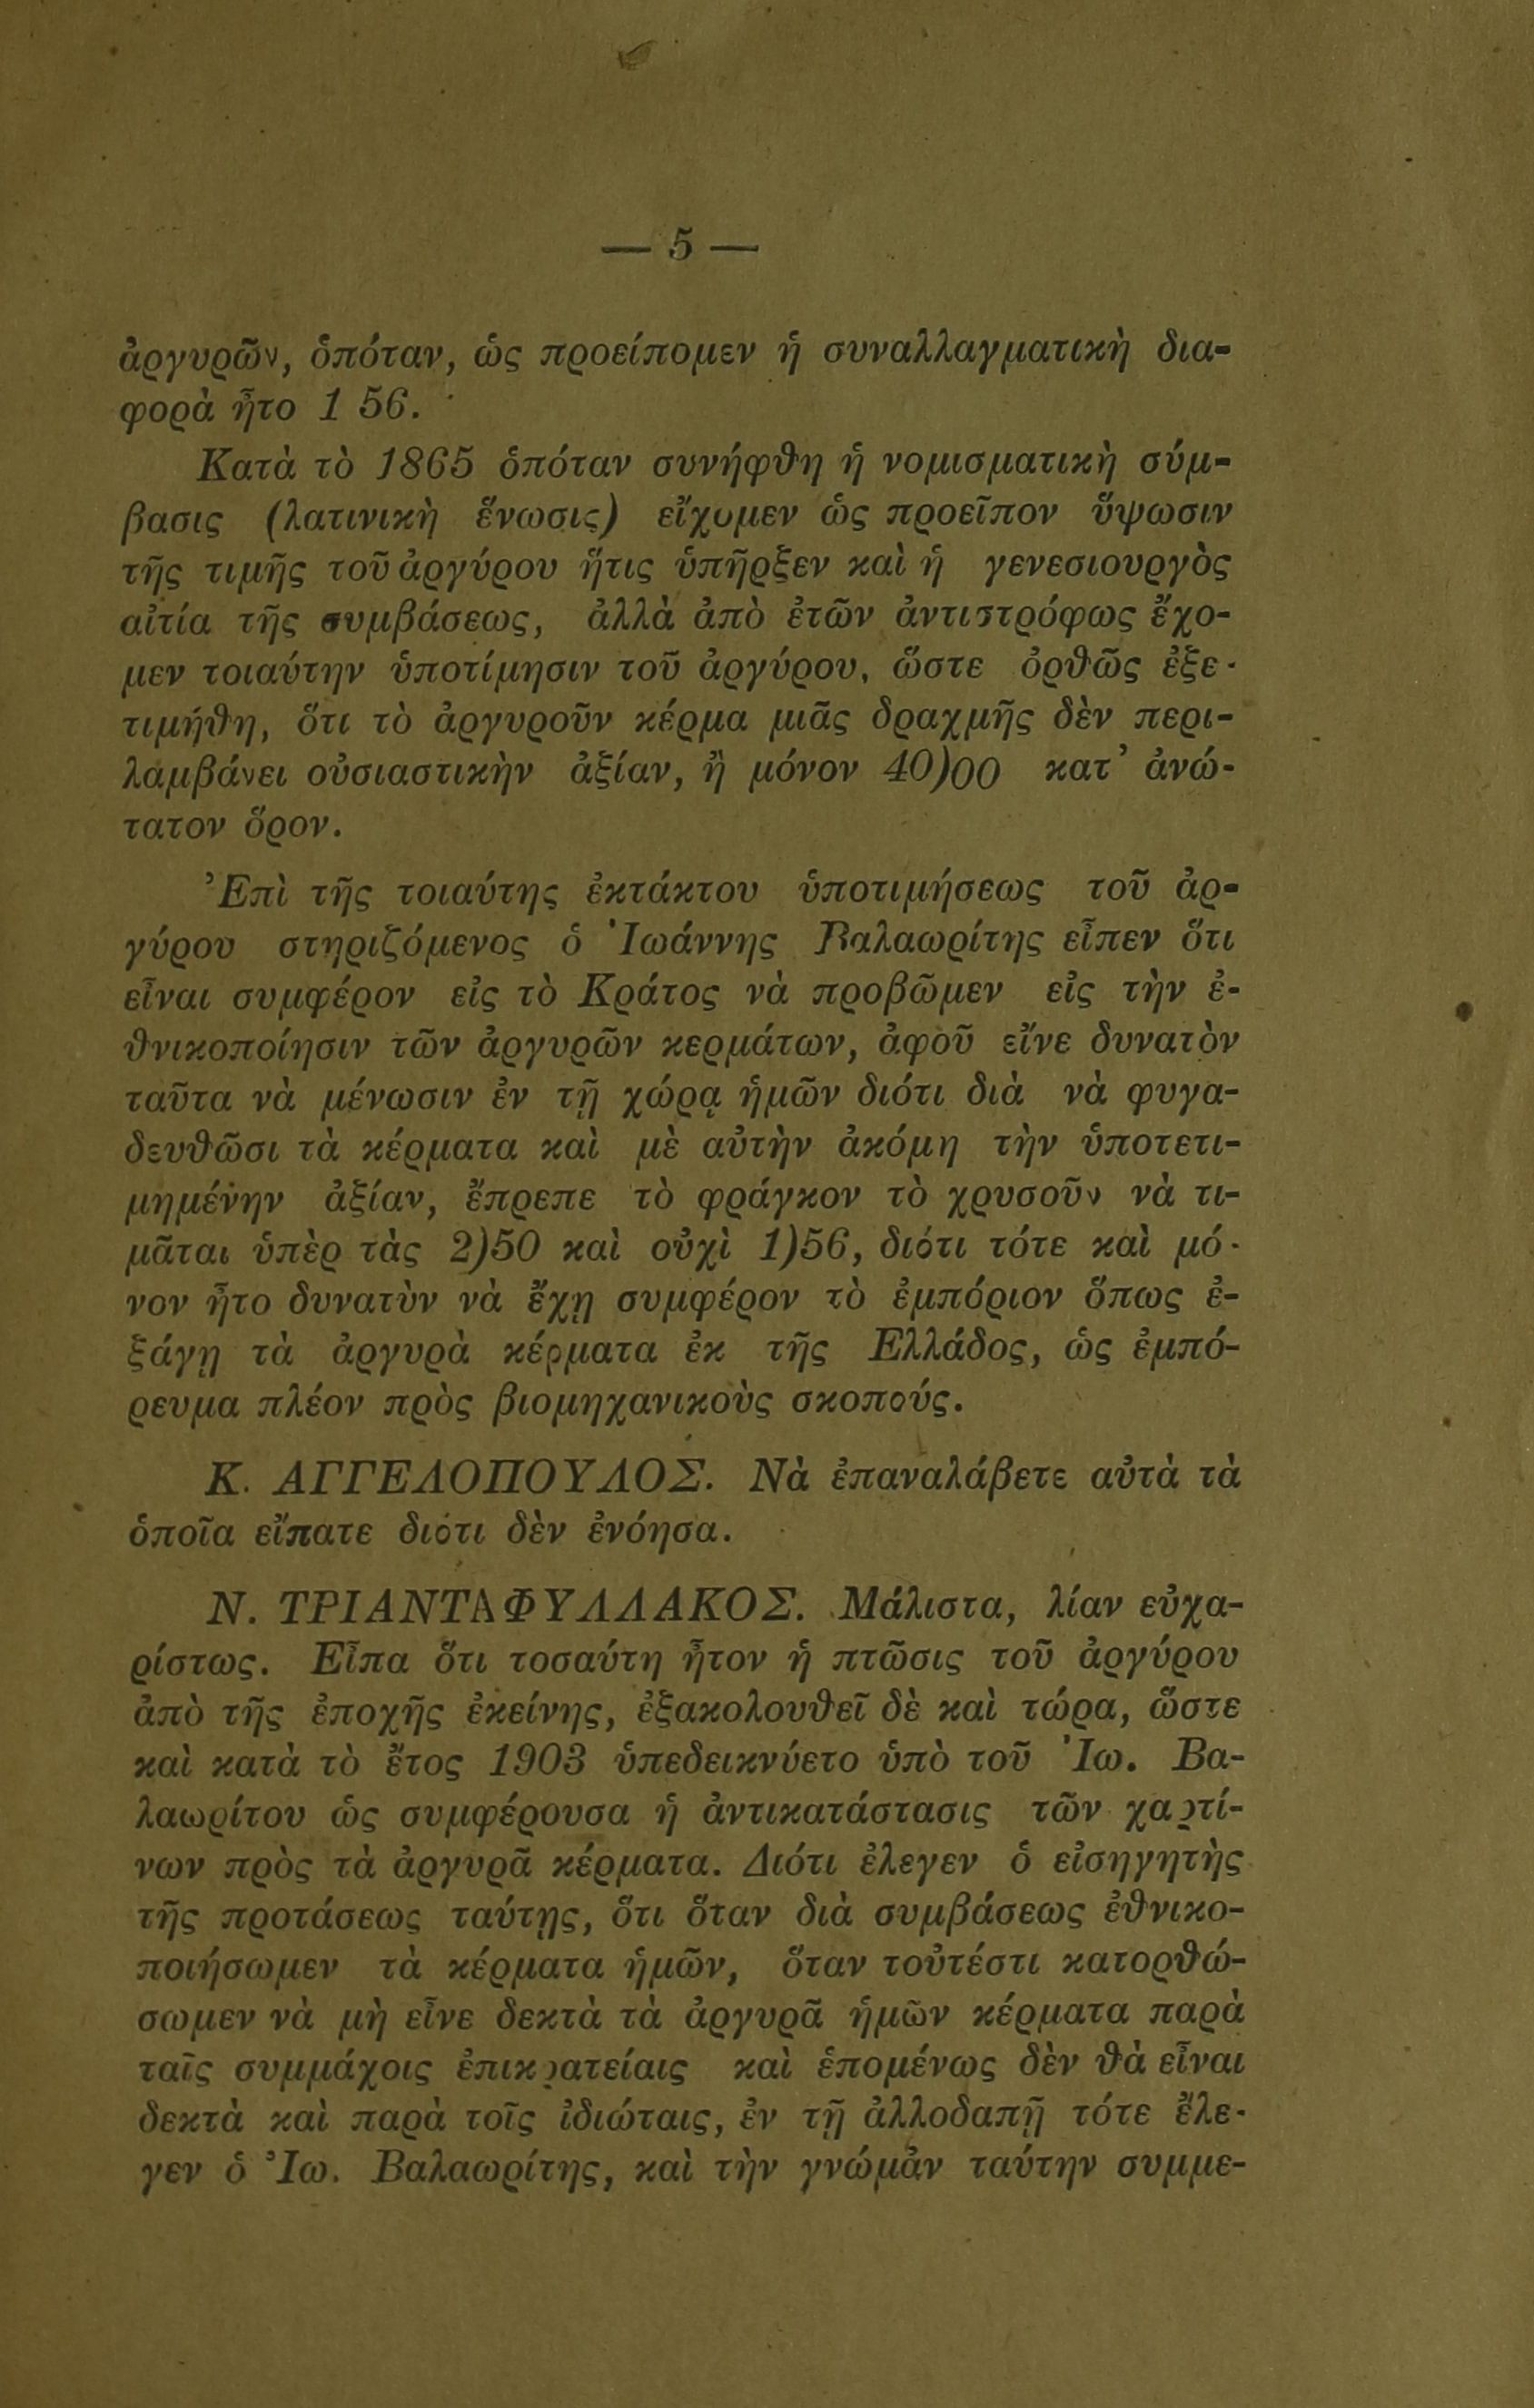 — 5 —
ἀργυρῶν, ὁπόταν, ὡς προείπομεν ἡ συναλλαγματικὴ δια-
φορὰ ἦτο 1 56.
Κατὰ τὸ 1865 ὁπόταν συνήφθη ἡ νομισματικὴ σύμ-
βασις (λατινικὴ ἕνωσις) εἴχομεν ὡς προεῖπον ὕψωσιν
τῆς τιμῆς τοῦ ἀργύρου ἥτις ὑπῆρξεν καὶ ἡ γενεσιουργὸς
αἰτία τῆς συμβάσεως, ἀλλὰ ἀπὸ ἐτῶν ἀντιστρόφως ἔχο-
μεν τοιαύτην ὑποτίμησιν τοῦ ἀργύρου, ὥστε ὀρθῶς ἐξε-
τιμήθη, ὅτι τὸ ἀργυροῦν κέρμα μιᾶς δραχμῆς δὲν περι-
λαμβάνει οὐσιαστικὴν ἀξίαν, ἢ μόνον 40)00 κατ' ἀνώ-
τατον ὅρον.
Ἐπὶ τῆς τοιαύτης ἐκτάκτου ὑποτιμήσεως τοῦ ἀρ-
γύρου στηριζόμενος ὁ Ἰωάννης Βαλαωρίτης εἶπεν ὅτι
εἶναι συμφέρον εἰς τὸ Κράτος νὰ προβῶμεν εἰς τὴν ἐ-
θνικοποίησιν τῶν ἀργυρῶν κερμάτων, ἀφοῦ εἴνε δυνατὸν
ταῦτα νὰ μένωσιν ἐν τῇ χώρᾳ ἡμῶν διότι διὰ νὰ φυγα-
δευθῶσι τὰ κέρματα καὶ μὲ αὐτὴν ἀκόμη τὴν ὑποτετι-
μημένην ἀξίαν, ἔπρεπε τὸ φράγκον τὸ χρυσοῦν νὰ τι-
μᾶται ὑπὲρ τὰς 2)50 καὶ οὐχὶ 1)56, διότι τότε καὶ μό-
νον ἦτο δυνατὸν νὰ ἔχῃ συμφέρον τὸ ἐμπόριον ὅπως ἐ-
ξάγῃ τὰ ἀργυρὰ κέρματα ἐκ τῆς Ελλάδος, ὡς ἐμπό-
ρευμα πλέον πρὸς βιομηχανικοὺς σκοπούς.
Κ. ΑΓΓΕΛΟΠΟΥΛΟΣ. Νὰ ἐπαναλάβετε αὐτὰ τὰ
ὁποῖα εἴπατε διότι δὲν ἐνόησα.
Ν. ΤΡΙΑΝΤΑΦΥΛΛΑΚΟΣ. Μάλιστα, λίαν εὐχα-
ρίστως. Εἶπα ὅτι τοσαύτη ἦτον ἡ πτῶσις τοῦ ἀργύρου
ἀπὸ τῆς ἐποχῆς ἐκείνης, ἐξακολουθεῖ δὲ καὶ τώρα, ὥστε
καὶ κατὰ τὸ ἔτος 1903 ὑπεδεικνύετο ὑπὸ τοῦ Ἰω. Βα-
λαωρίτου ὡς συμφέρουσα ἡ ἀντικατάστασις τῶν χαρτί-
νων πρὸς τὰ ἀργυρᾶ κέρματα. Διότι ἐλεγεν ὁ εἰσηγητὴς
τῆς προτάσεως ταύτῃς, ὅτι ὅταν διὰ συμβάσεως ἐθνικο-
ποιήσωμεν τὰ κέρματα ἡμῶν, ὅταν τοὐτέστι κατορθώ-
σωμεν νὰ μὴ εἶνε δεκτὰ τὰ ἀργυρᾶ ἡμῶν κέρματα παρὰ
ταῖς συμμάχοις ἐπικρατείαις καὶ ἑπομένως δὲν θὰ εἶναι
δεκτὰ καὶ παρὰ τοῖς ἰδιώταις, ἐν τῇ ἀλλοδαπῇ τότε ἔλε-
γεν ὁ Ἰω. Βαλαωρίτης, καὶ τὴν γνώμἀν ταύτην συμμε-